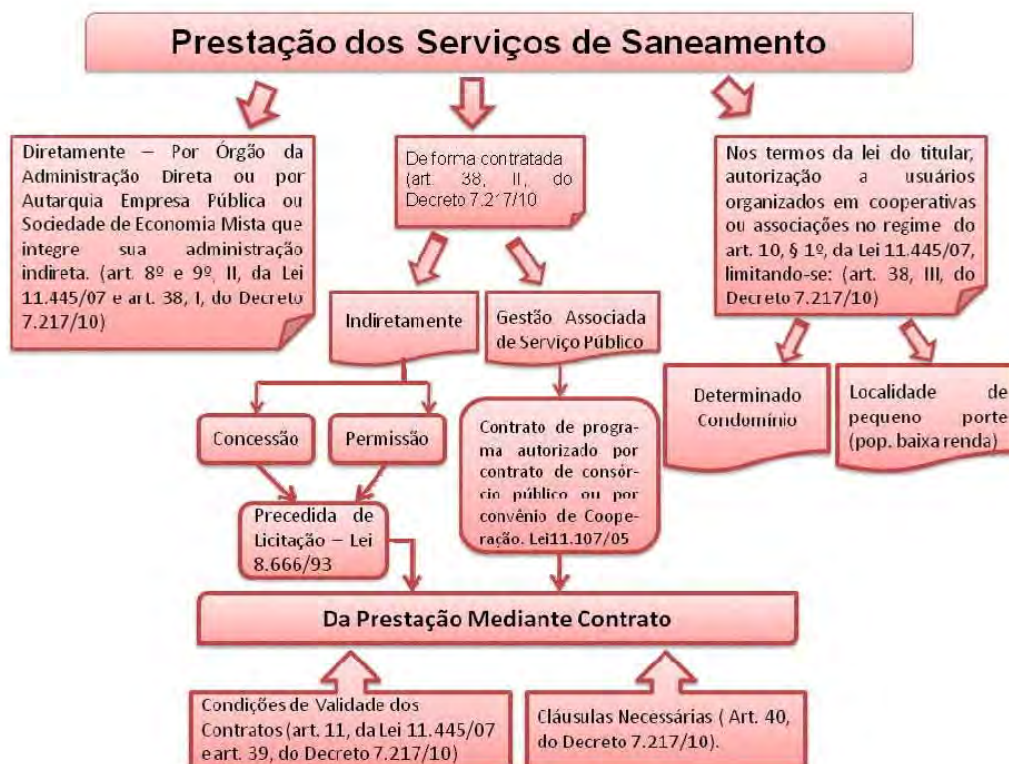 Prestação dos Serviços de Saneamento
Diretamente – Por Órgão da
Administração Direta ou por
Autarquia Empresa Pública ou
Sociedade de Economia Mista que
integre sua administração
indireta. (art. 8º e 9º, II, da Lei
11.445/07 e art. 38, I, do Decreto
7.217/10)
De forma contratada
(art. 38, II, do
Decreto 7.217/10
Nos termos da lei do titular,
autorização a usuários
organizados em cooperativas
ou associações no regime do
art. 10, § 1º, da Lei 11.445/07,
limitando-se: (art. 38, III, do
Decreto 7.217/10)
Indiretamente
Gestão Associada
de Serviço Público
Determinado
Condomínio
Localidade de
pequeno porte
(pop. baixa renda)
Concessão
Permissão
Contrato de progra-
ma autorizado por
contrato de consór-
cio público ou por
convênio de Coope-
ração. Lei11.107/05
Precedida de
Licitação – Lei
8.666/93
Da Prestação Mediante Contrato
Condições de Validade dos
Contratos (art. 11, da Lei 11.445/07
e art. 39, do Decreto 7.217/10)
Cláusulas Necessárias ( Art. 40,
do Decreto 7.217/10).